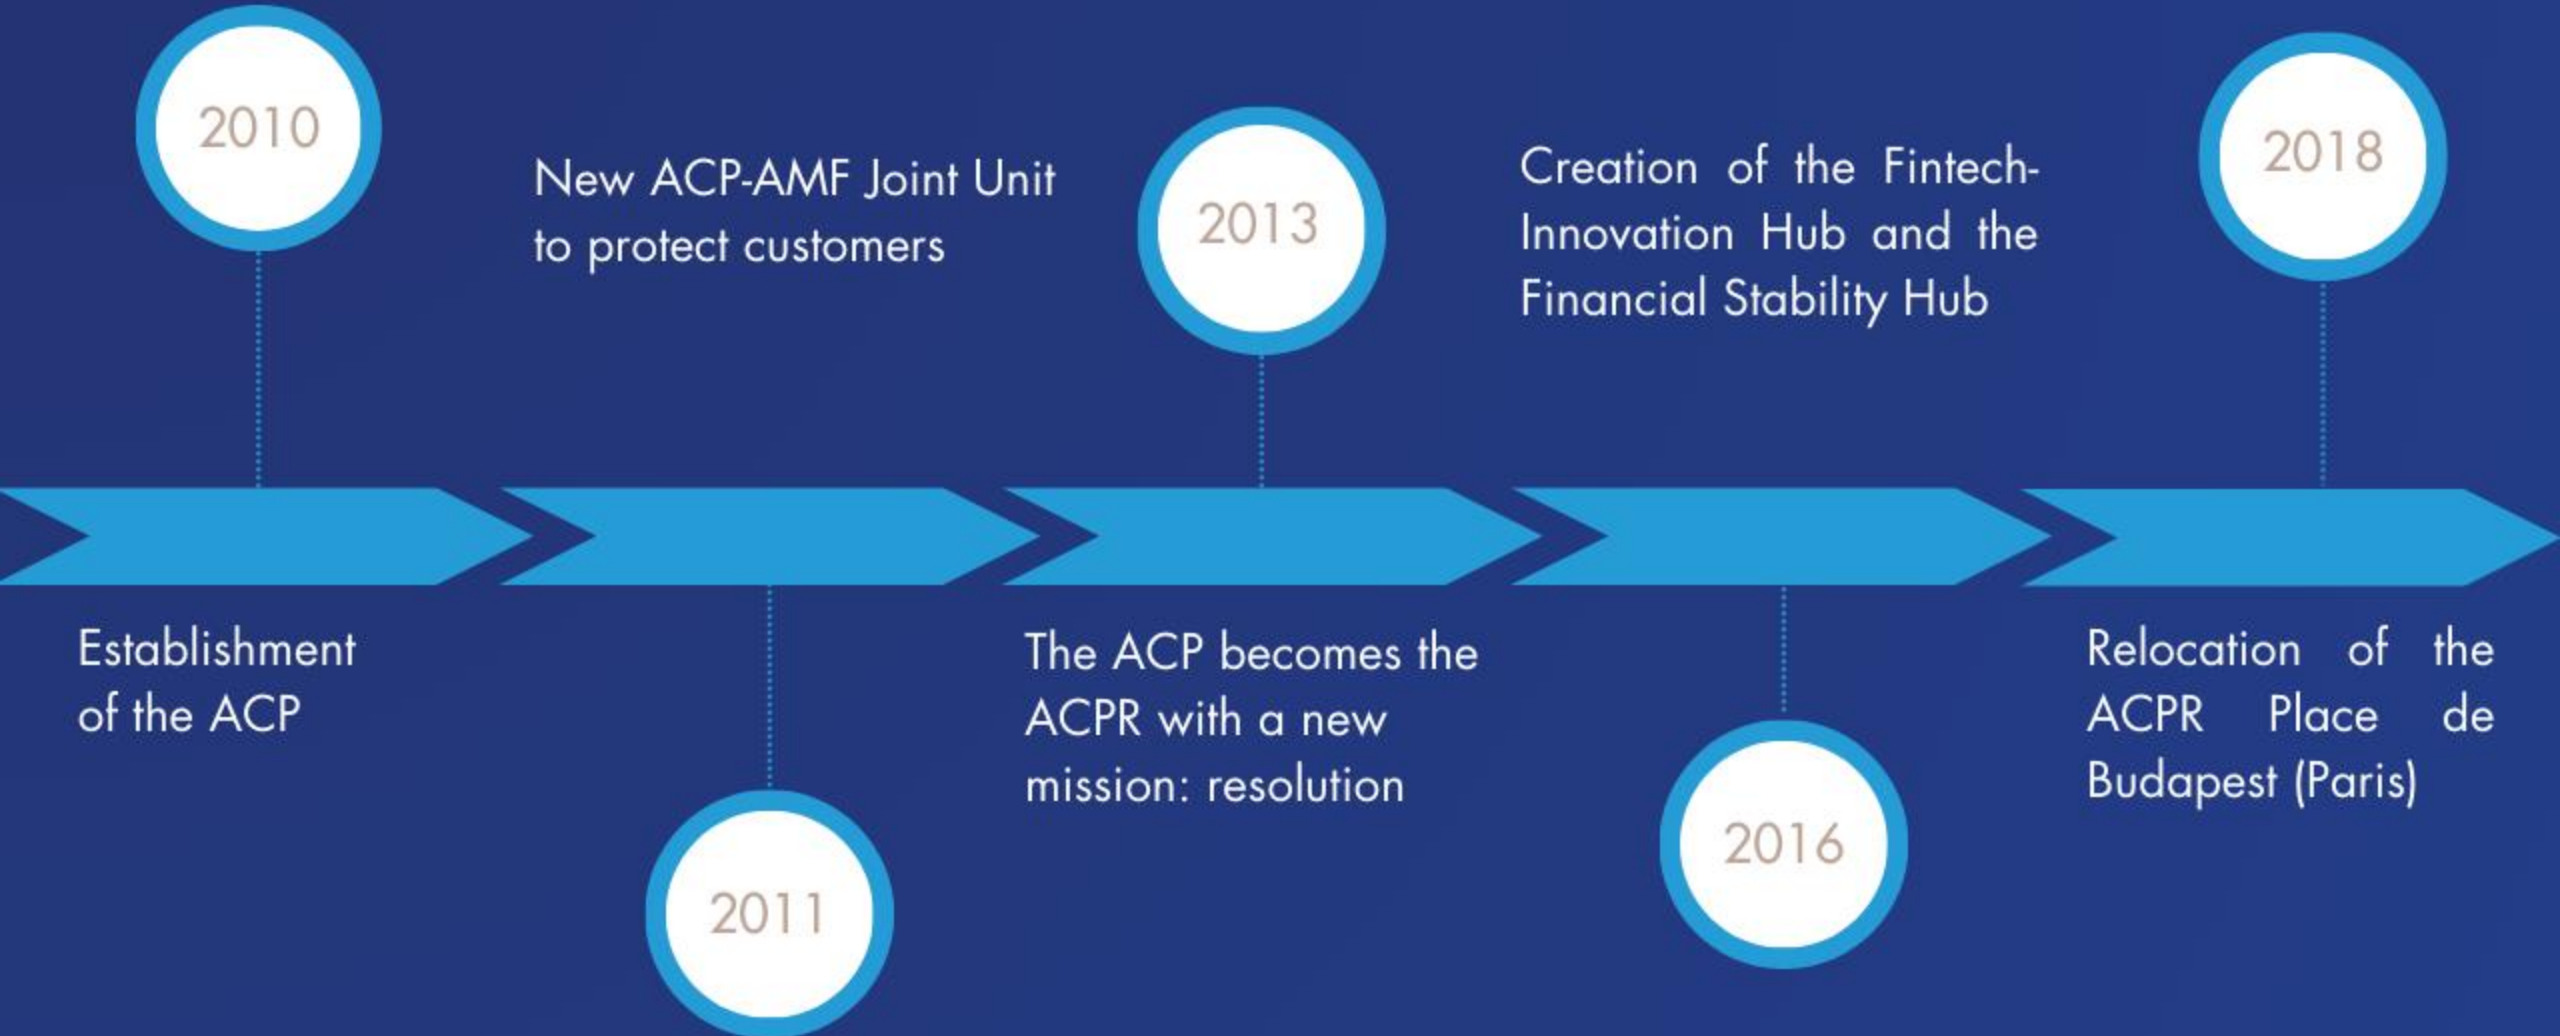 2010
Establishment
of the ACP
New ACP-AMF Joint Unit
to protect customers
2011
2013
The ACP becomes the
ACPR with a new
mission: resolution
Creation of the Fintech-
Innovation Hub and the
Financial Stability Hub
2016
2018
Relocation of the
ACPR Place de
Budapest (Paris)